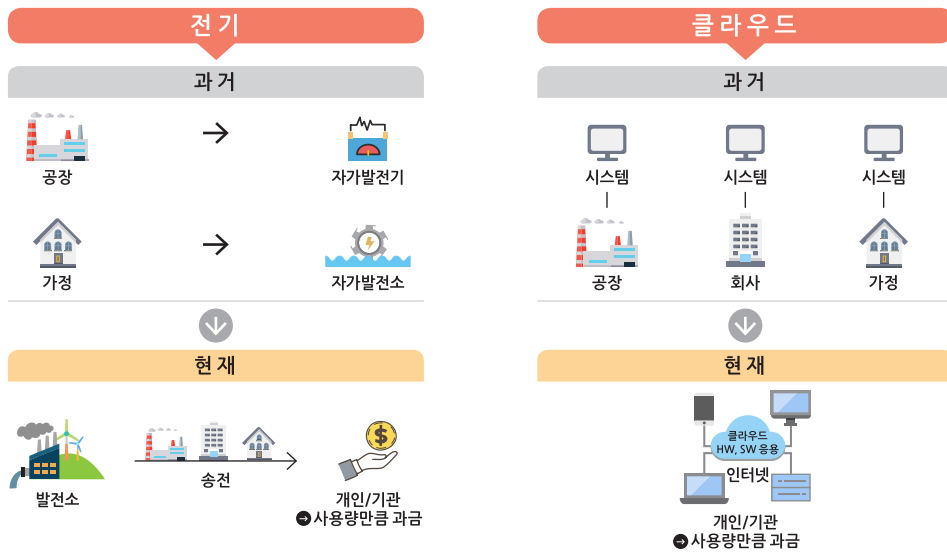 전기
과거
공장
자가발전기
가정
자가발전소
현재
발전소
송전
개인/기관
사용량만큼 과금
클라우드
과거
시스템
시스템
시스템
공장
회사
가정
현재
클라우드
HW, SW 응용
인터넷
개인/기관
사용량만큼 과금